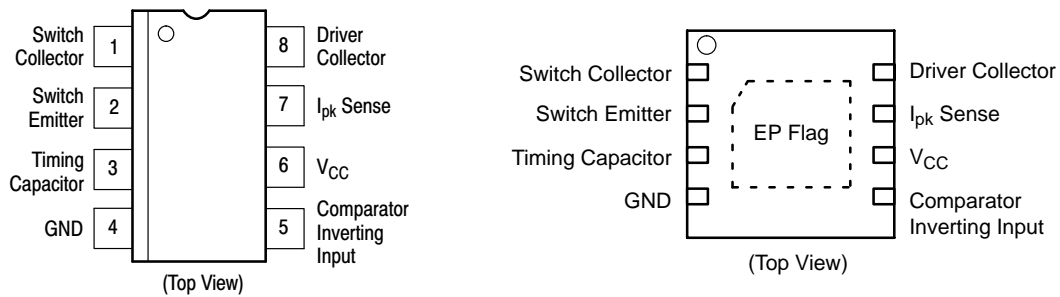 Switch
Collector
1
8
Driver
Collector
Switch
Emitter
2
7
Ipk Sense
Timing
Capacitor
3
6
VCC
GND
4
5
Comparator
Inverting
Input
(Top View)
Switch Collector
Driver Collector
Switch Emitter
Ipk Sense
EP Flag
Timing Capacitor
VCC
GND
Comparator
Inverting Input
(Top View)